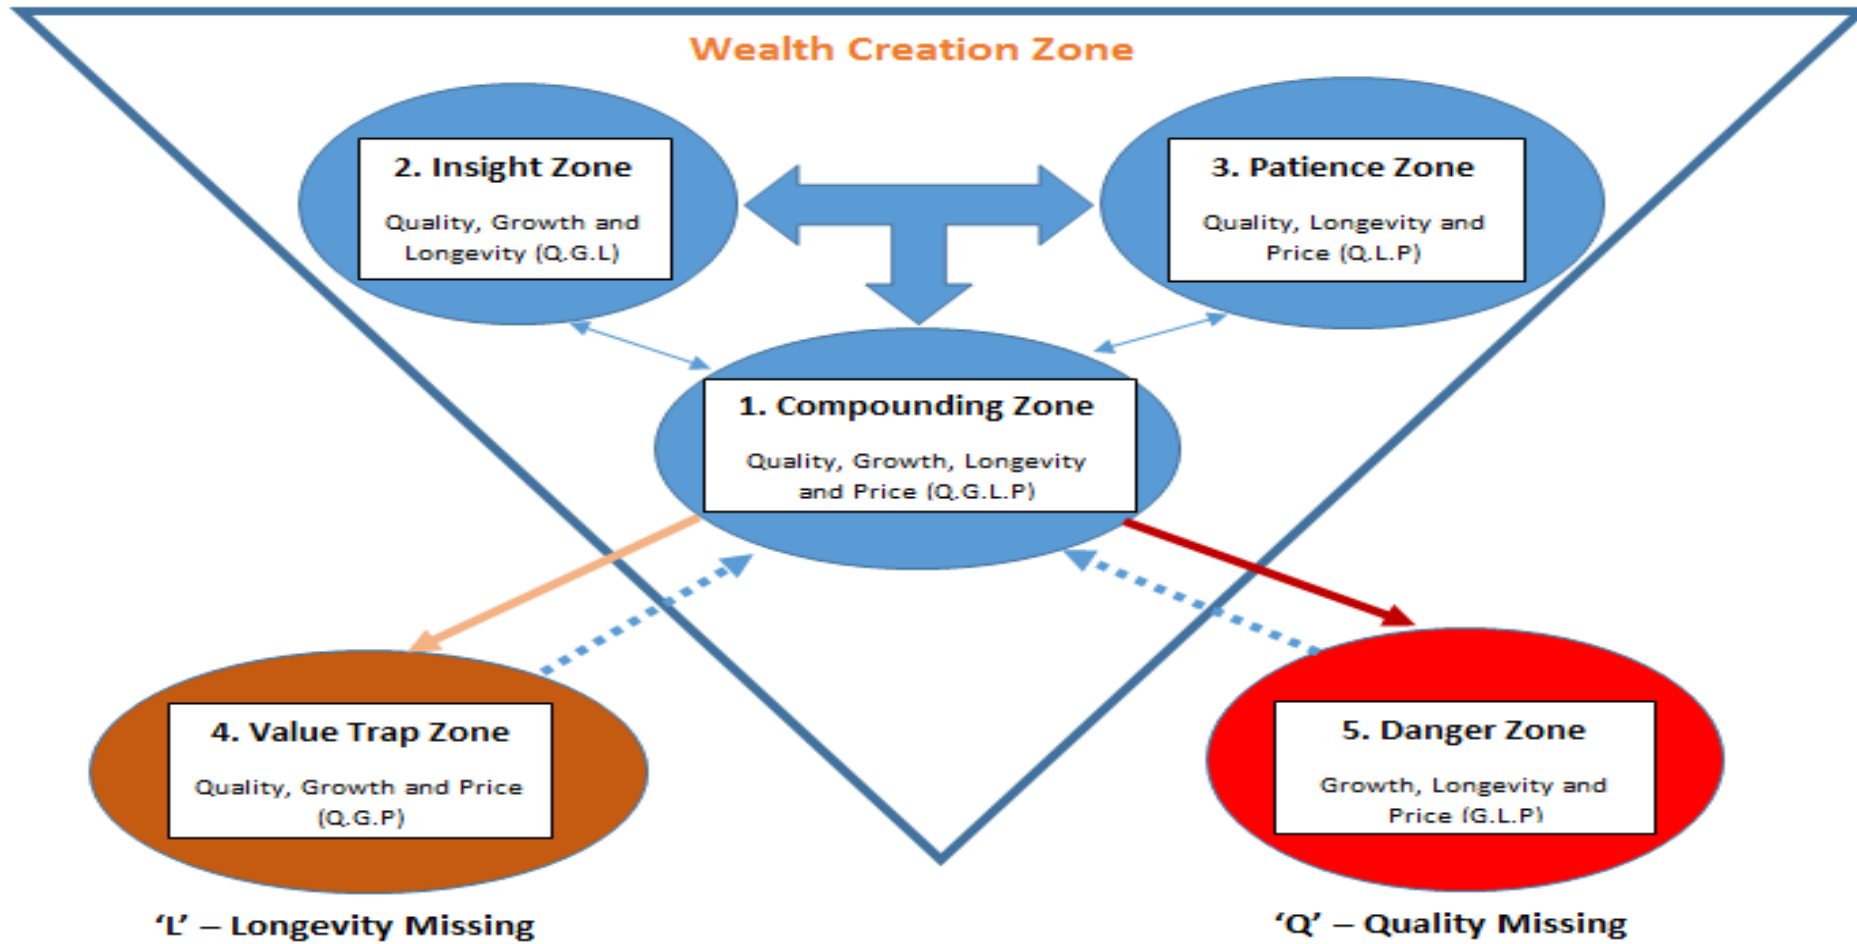 Wealth Creation Zone
2. Insight Zone
Quality, Growth and
Longevity (Q.G.L)
3. Patience Zone
Quality, Longevity and
Price (Q.L.P)
1. Compounding Zone
Quality, Growth, Longevity
and Price (Q.G.L.P)
4. Value Trap Zone
Quality, Growth and Price
(Q.G.P)
5. Danger Zone
Growth, Longevity and
Price (G.L.P)
‘L’ – Longevity Missing
‘Q’ – Quality Missing